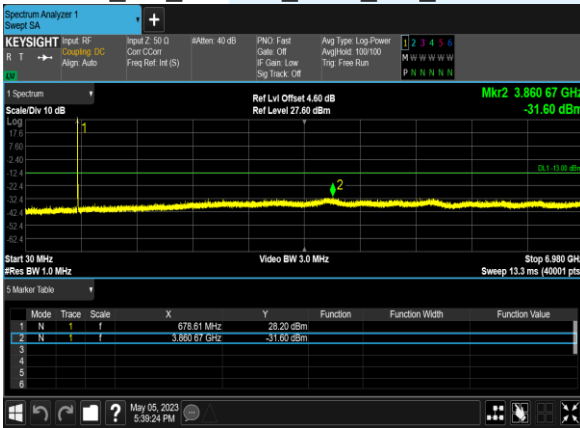 Spectrum Analyzer 1
Swept SA
+
KEYSIGHT
R T
LU
Input: RF
Coupling: DC
Align: Auto
Input Z: 50 Ω
Corr CCorr
Freq Ref: Int (S)
#Atten: 40 dB
PNO: Fast
Gate: Off
IF Gain: Low
Sig Track: Off
Avg Type: Log-Power
Avg|Hold: 100/100
Trig: Free Run
1 2 3 4 5 6
M W W W W W
P N N N N N
1 Spectrum
Scale/Div 10 dB
Ref Lvl Offset 4.60 dB
Ref Level 27.60 dBm
Mkr2 3.860 67 GHz
-31.60 dBm
Log
17.6
7.60
-2.40
-12.4
-22.4
-32.4
-42.4
-52.4
-62.4
1
2
DL1 -13.00 dBm
Start 30 MHz
#Res BW 1.0 MHz
Video BW 3.0 MHz
Stop 6.980 GHz
Sweep 13.3 ms (40001 pts)
5 Marker Table
Mode Trace Scale X Y Function Function Width Function Value
1 N 1 f 678.61 MHz 28.20 dBm
2 N 1 f 3.860 67 GHz -31.60 dBm
3
4
5
6
?
May 05, 2023
5:39:24 PM